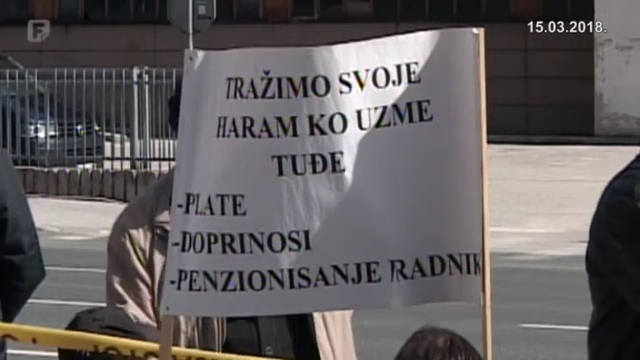 15.03.2018.
TRAŽIMO SVOJE
HARAM KO UZME
TUĐE
-PLATE
-DOPRINOSI
-PENZIONISANJE RADNIK